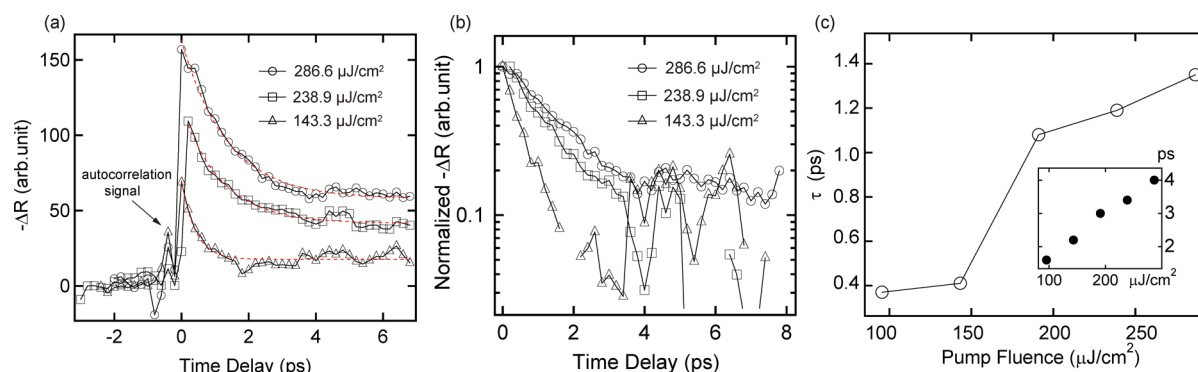 (a)
150
100
50
0
-ΔR (arb.unit)
286.6 μJ/cm²
238.9 μJ/cm²
143.3 μJ/cm²
autocorrelation
signal
-2
0
2
4
6
Time Delay (ps)
(b)
1
0.1
Normalized -ΔR (arb.unit)
286.6 μJ/cm²
238.9 μJ/cm²
143.3 μJ/cm²
0
2
4
6
8
Time Delay (ps)
(c)
1.4
1.2
1.0
0.8
0.6
0.4
τ (ps)
ps
4
3
2
100
200
μJ/cm²
100
150
200
250
Pump Fluence (μJ/cm²)